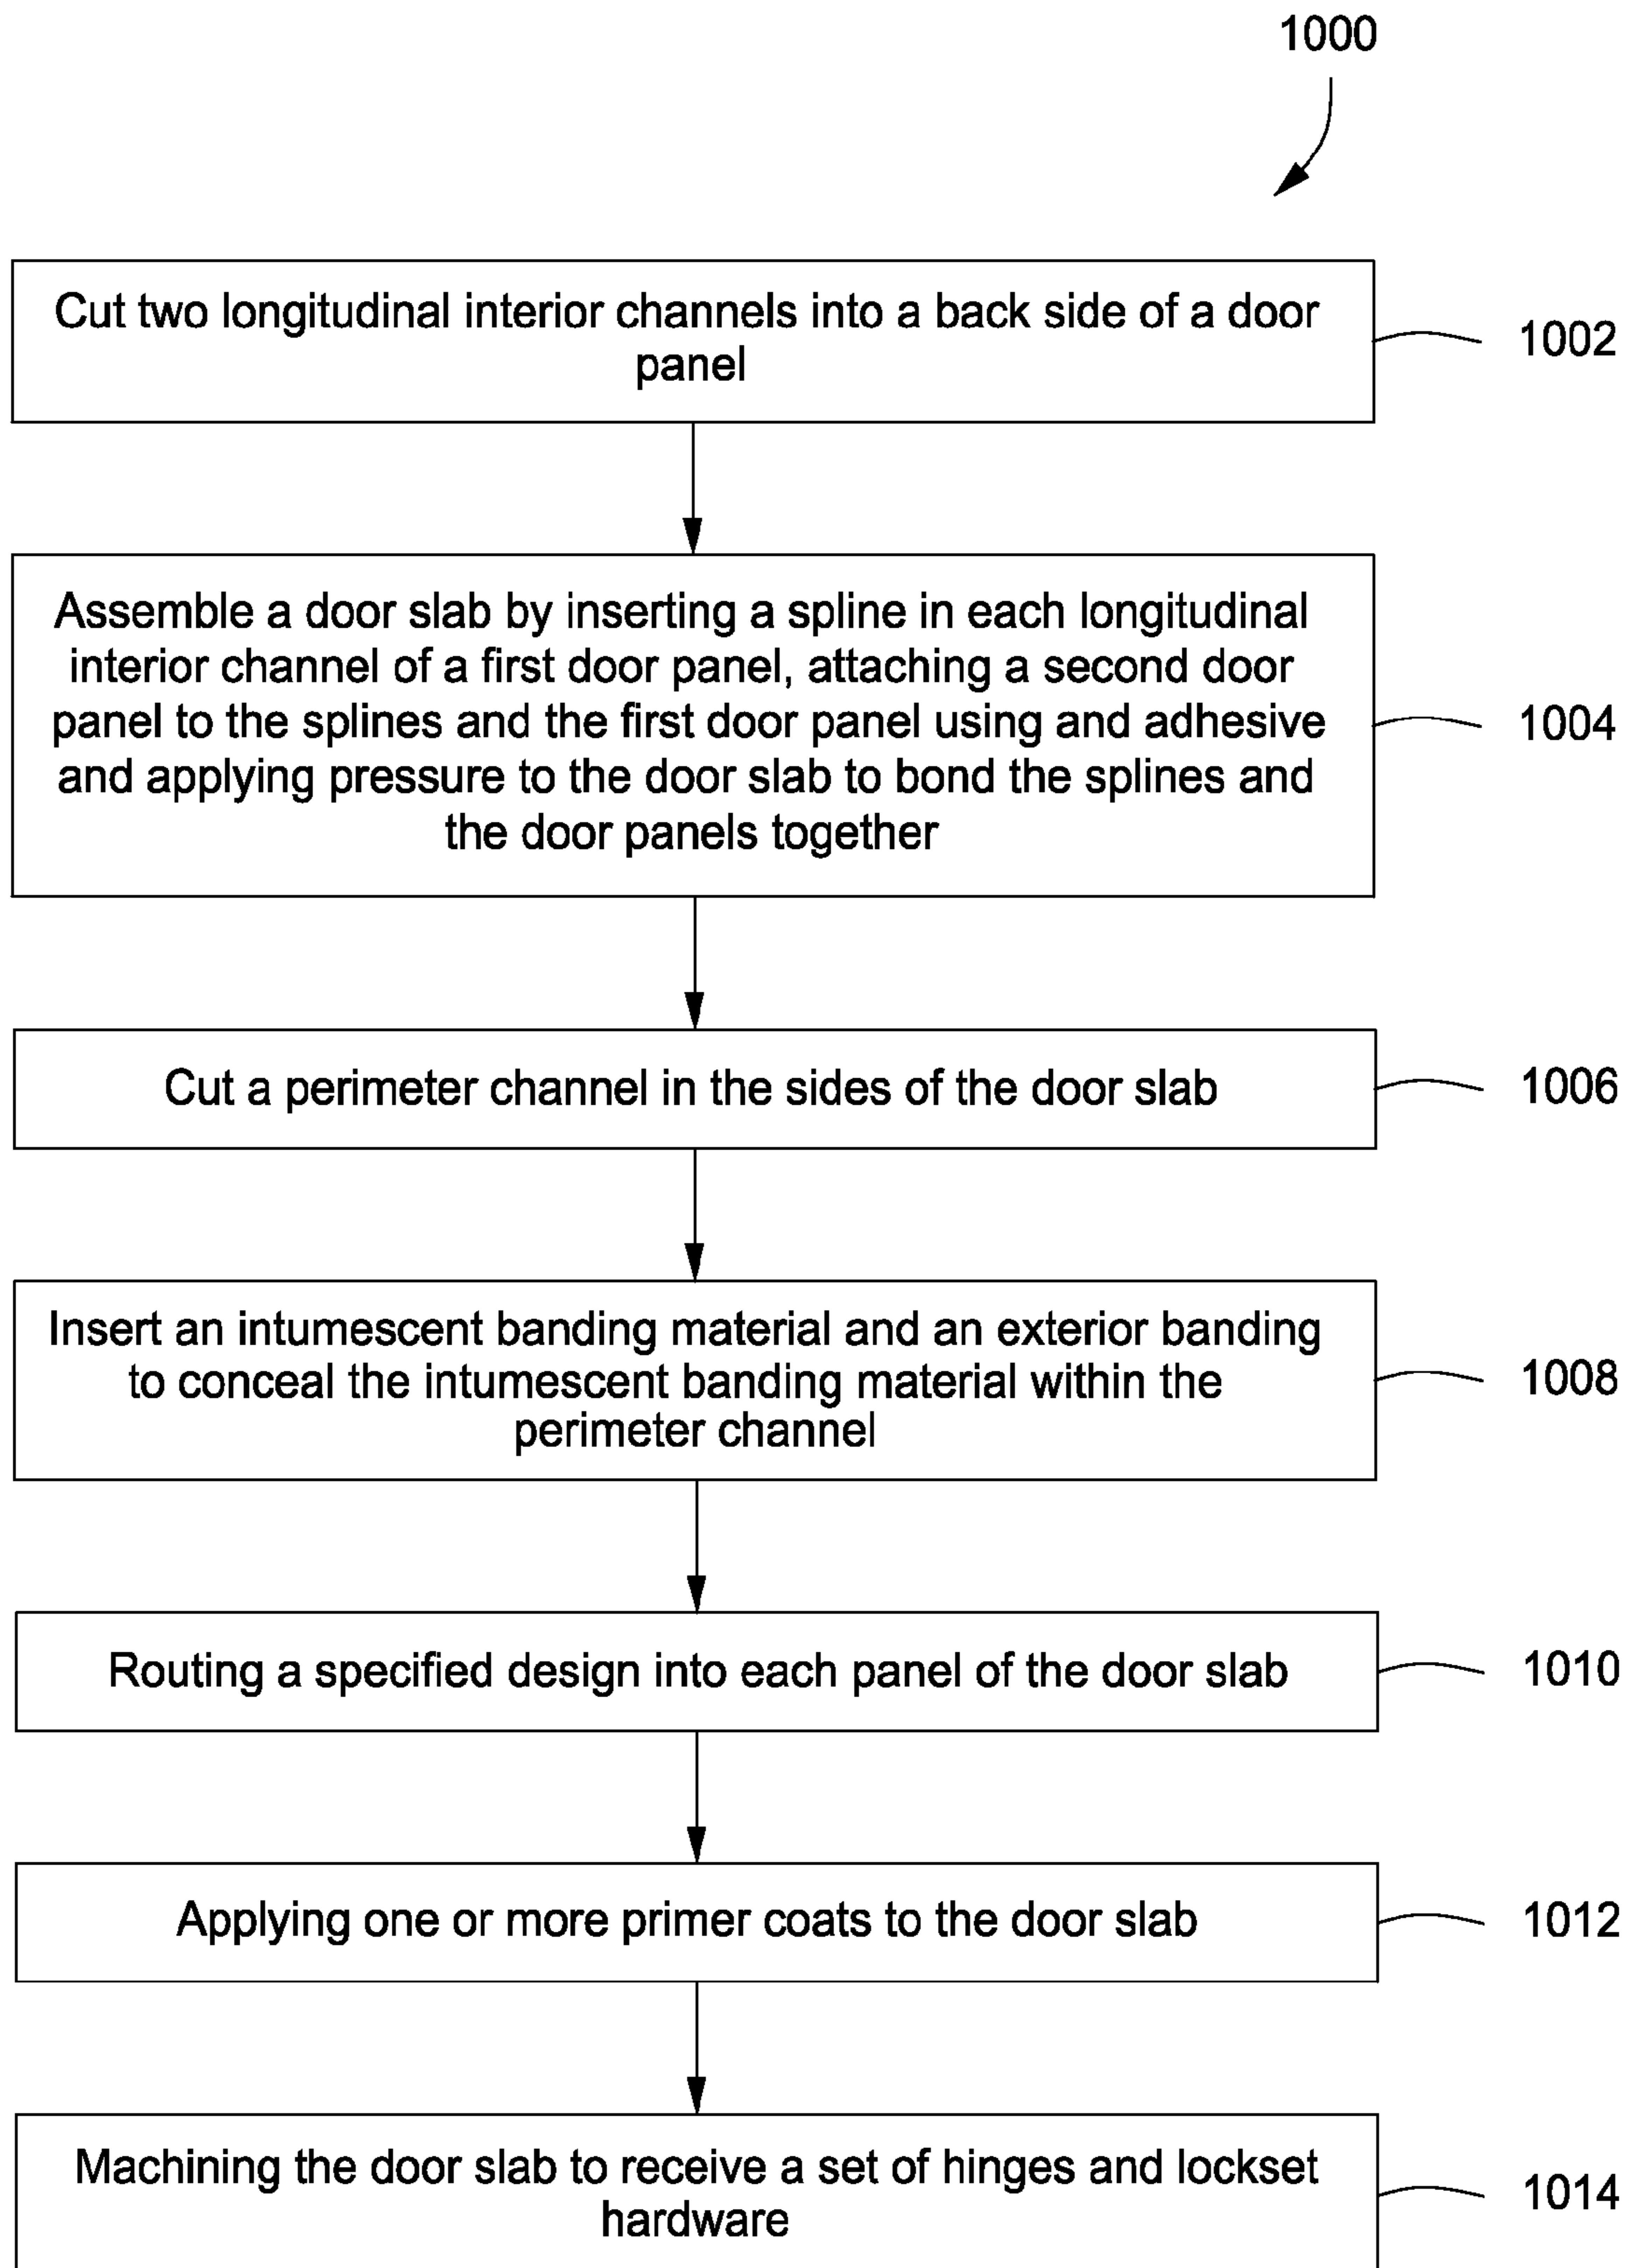 1000
Cut two longitudinal interior channels into a back side of a door
panel
1002
Assemble a door slab by inserting a spline in each longitudinal
interior channel of a first door panel, attaching a second door
panel to the splines and the first door panel using and adhesive
and applying pressure to the door slab to bond the splines and
the door panels together
1004
Cut a perimeter channel in the sides of the door slab
1006
Insert an intumescent banding material and an exterior banding
to conceal the intumescent banding material within the
perimeter channel
1008
Routing a specified design into each panel of the door slab
1010
Applying one or more primer coats to the door slab
1012
Machining the door slab to receive a set of hinges and lockset
hardware
1014